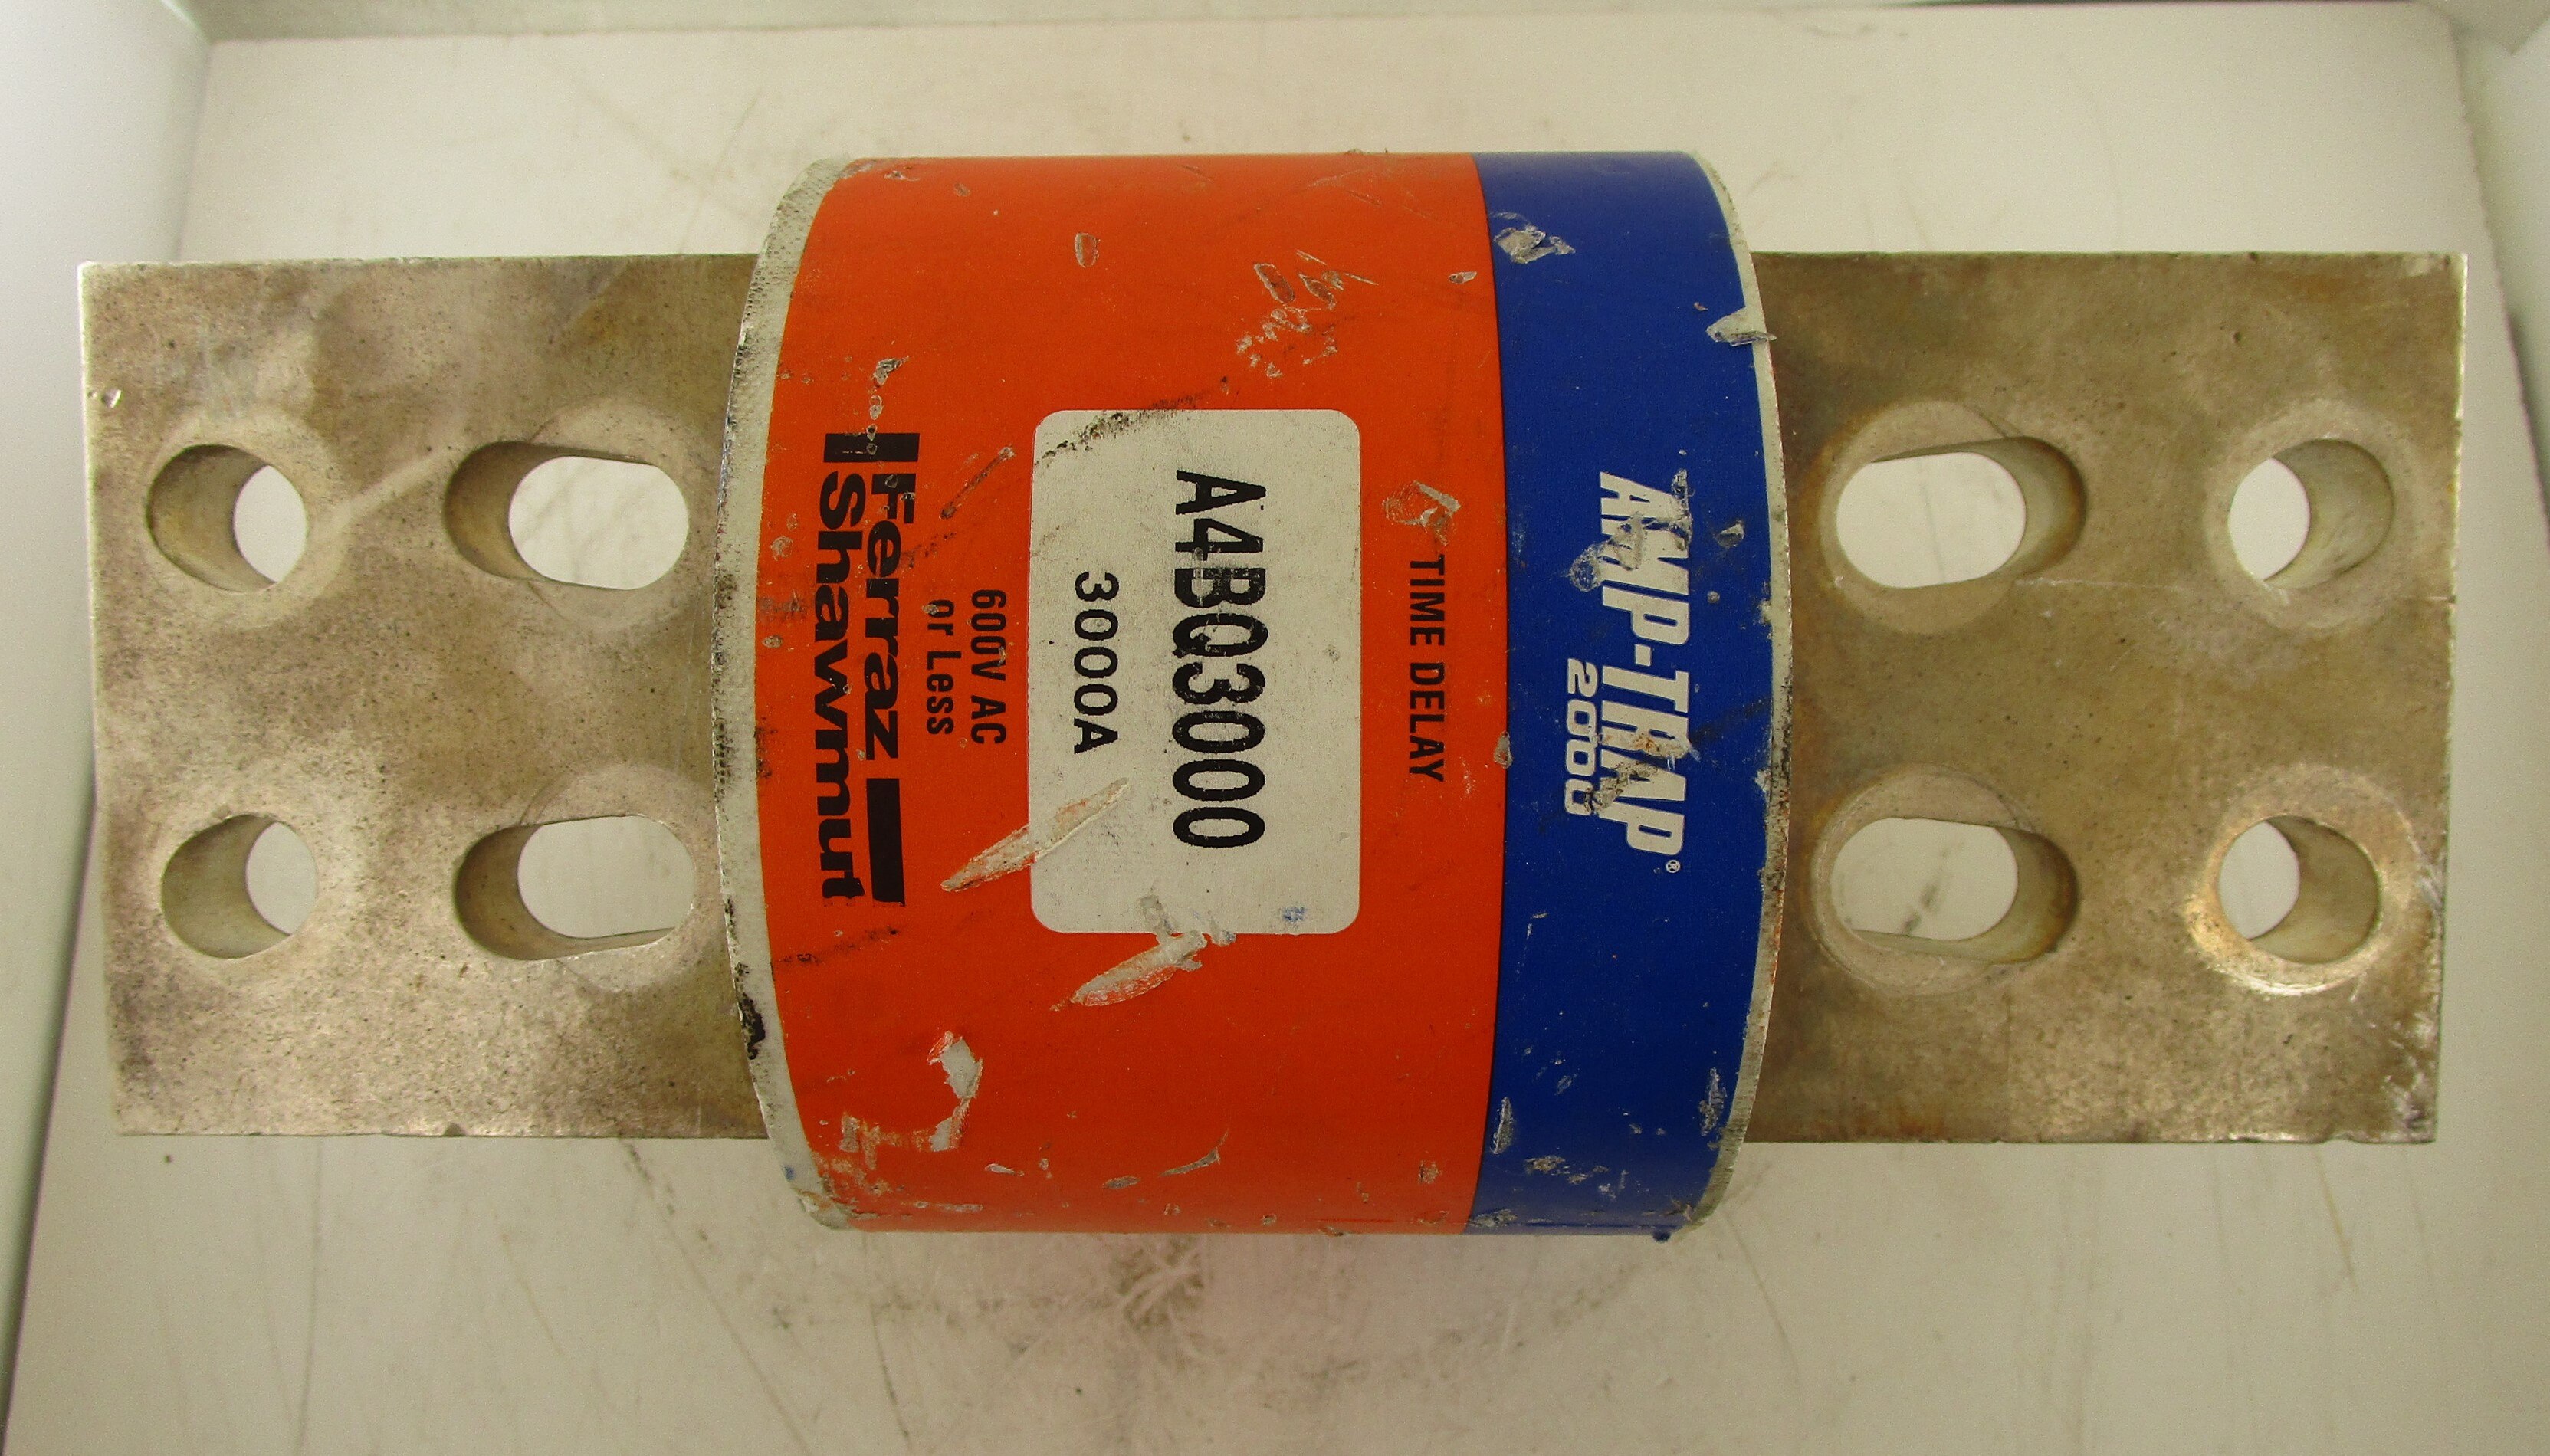 AMP-TRAP®
2000
TIME DELAY
A4BQ3000
3000A
600V AC
or Less
Ferraz
Shawmut